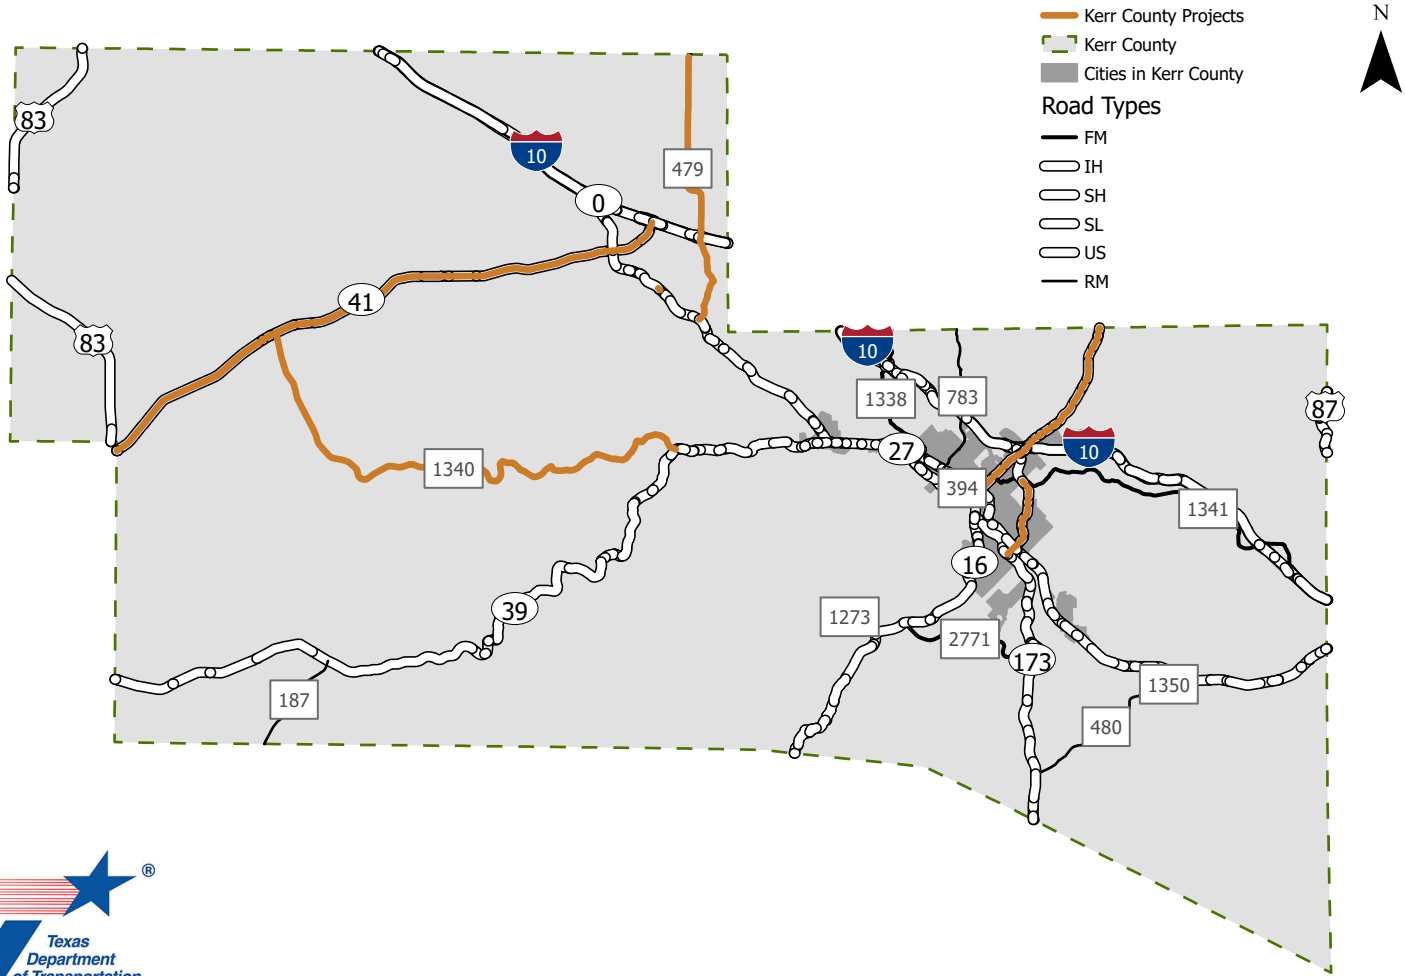 Kerr County Projects
Kerr County
Cities in Kerr County
Road Types
FM
IH
SH
SL
US
RM
N
83
10
479
0
41
83
10
1338
783
87
27
10
1340
394
1341
16
39
1273
2771
173
187
1350
480
®
Texas
Department
of Transportation